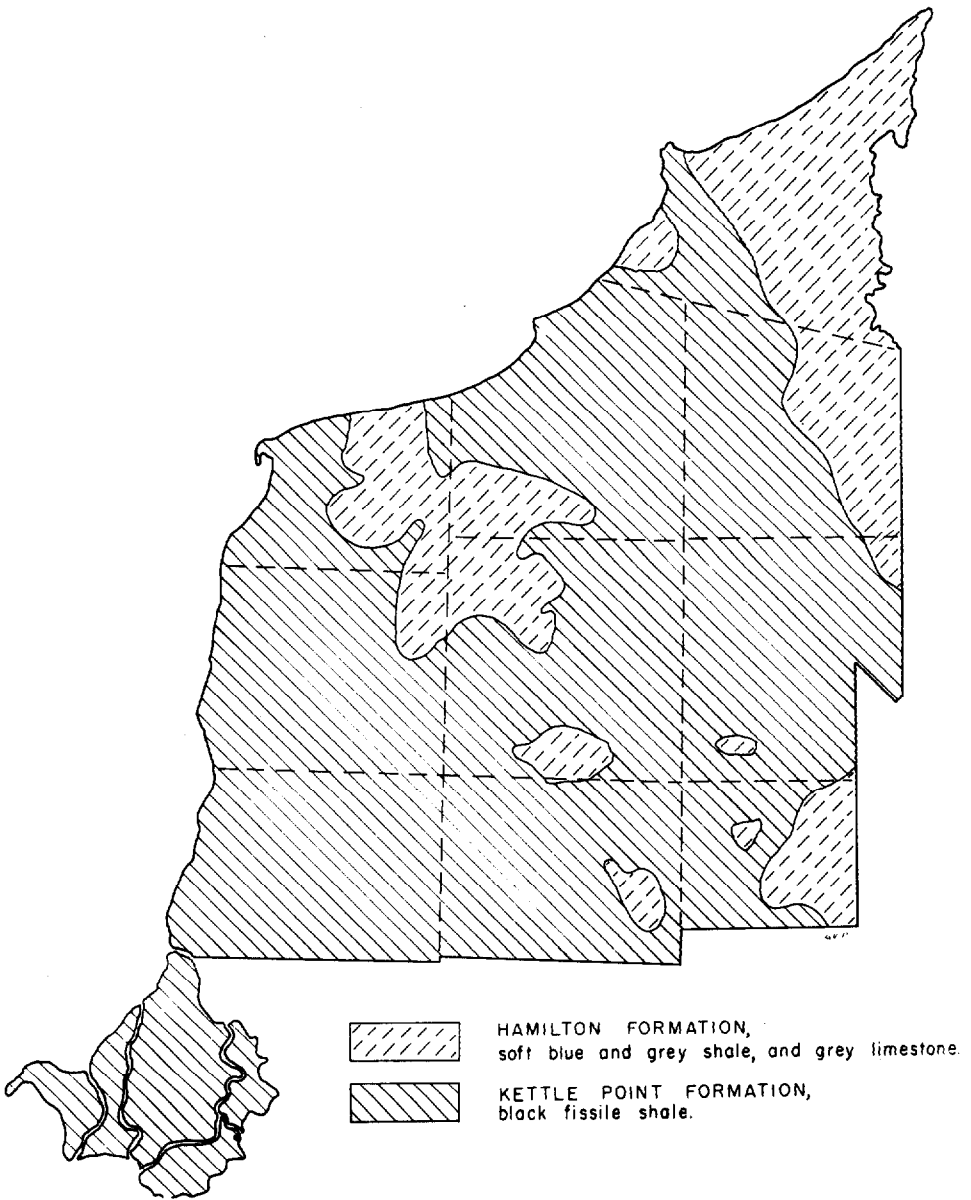 HAMILTON FORMATION,
soft blue and grey shale, and grey limestone.
KETTLE POINT FORMATION,
black fissile shale.